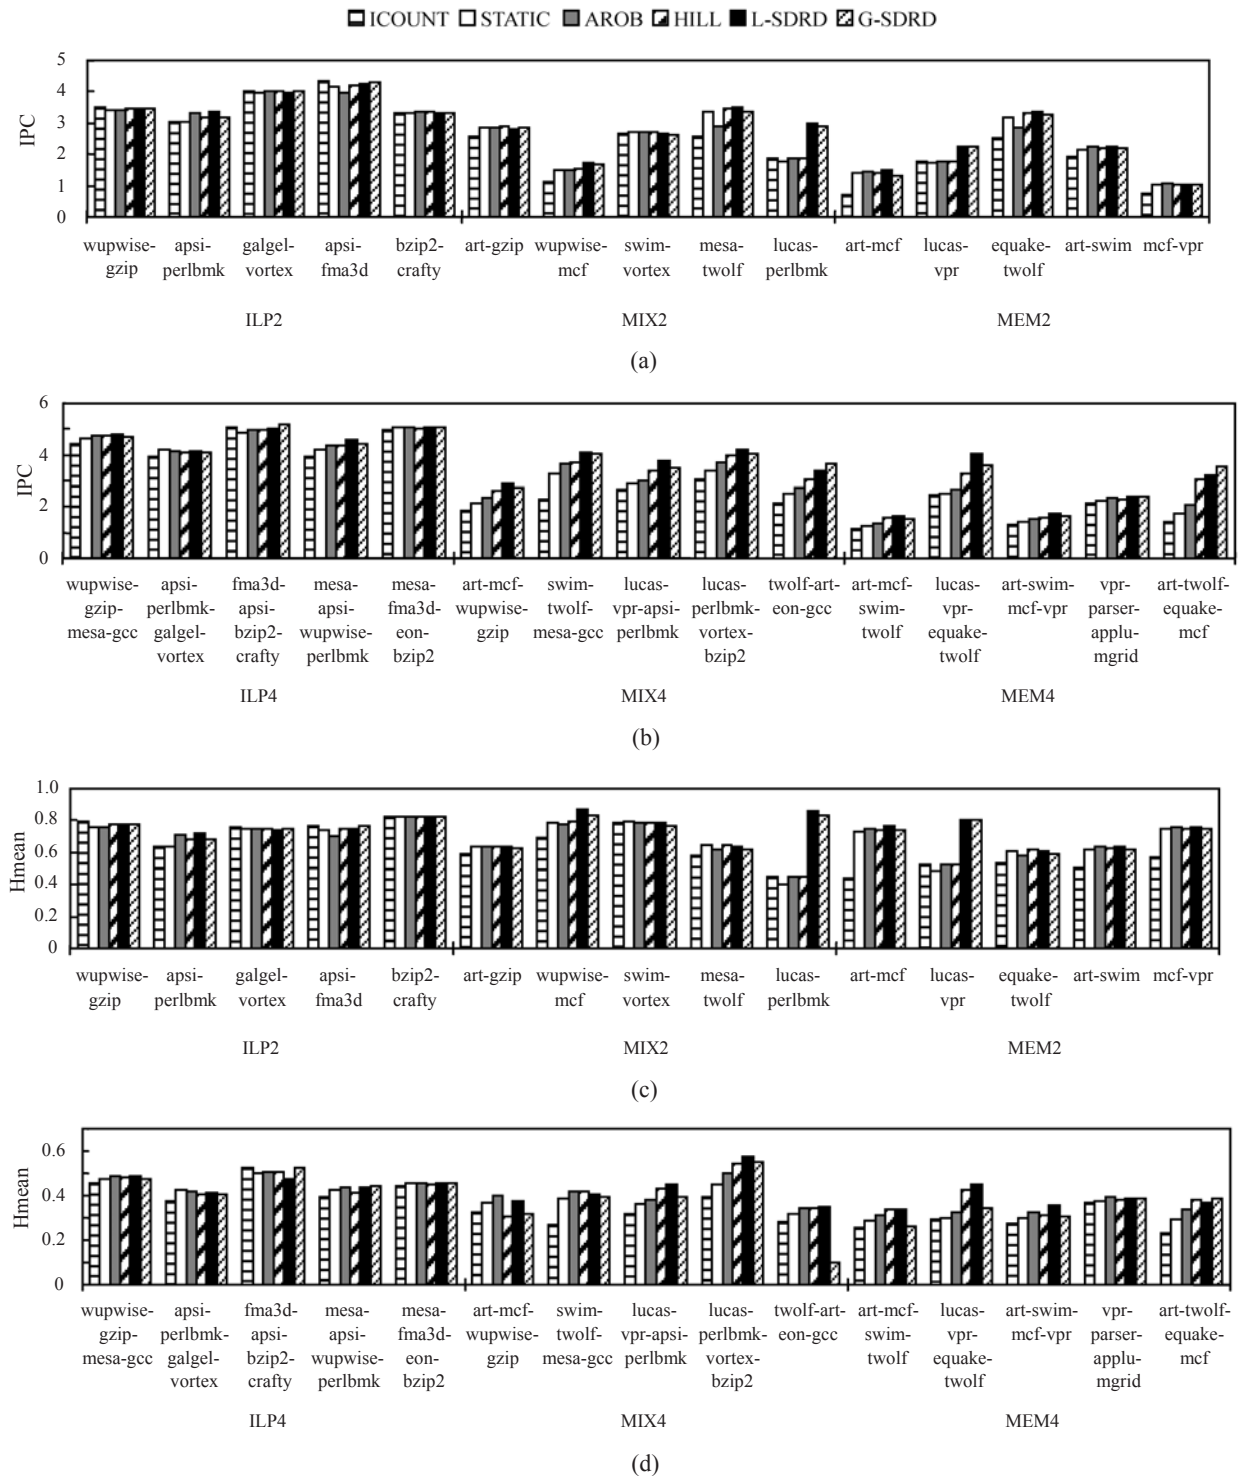 ICOUNT STATIC AROB HILL L-SDRD G-SDRD
5
4
3
2
1
0
IPC
wupwise- apsi- galgel- apsi- bzip2- art-gzip wupwise- swim- mesa- lucas- art-mcf lucas- equake- art-swim mcf-vpr
gzip perlbmk vortex fma3d crafty mcf vortex twolf perlbmk vpr twolf
ILP2 MIX2 MEM2
(a)
6
4
2
0
IPC
wupwise- apsi- fma3d- mesa- mesa- art-mcf- swim- lucas- lucas- twolf-art- art-mcf- lucas- art-swim- vpr- art-twolf-
gzip- perlbmk- apsi- apsi- fma3d- wupwise- twolf- vpr-apsi- perlbmk- eon-gcc swim- vpr- mcf-vpr parser- equake-
mesa-gcc galgel- bzip2- wupwise- eon- gzip mesa-gcc perlbmk vortex- twolf equake- applu- mcf
vortex crafty perlbmk bzip2 bzip2 twolf mgrid
ILP4 MIX4 MEM4
(b)
1.0
0.8
0.6
0.4
0.2
0
Hmean
wupwise- apsi- galgel- apsi- bzip2- art-gzip wupwise- swim- mesa- lucas- art-mcf lucas- equake- art-swim mcf-vpr
gzip perlbmk vortex fma3d crafty mcf vortex twolf perlbmk vpr twolf
ILP2 MIX2 MEM2
(c)
0.6
0.4
0.2
0
Hmean
wupwise- apsi- fma3d- mesa- mesa- art-mcf- swim- lucas- lucas- twolf-art- art-mcf- lucas- art-swim- vpr- art-twolf-
gzip- perlbmk- apsi- apsi- fma3d- wupwise- twolf- vpr-apsi- perlbmk- eon-gcc swim- vpr- mcf-vpr parser- equake-
mesa-gcc galgel- bzip2- wupwise- eon- gzip mesa-gcc perlbmk vortex- twolf equake- applu- mcf
vortex crafty perlbmk bzip2 bzip2 twolf mgrid
ILP4 MIX4 MEM4
(d)